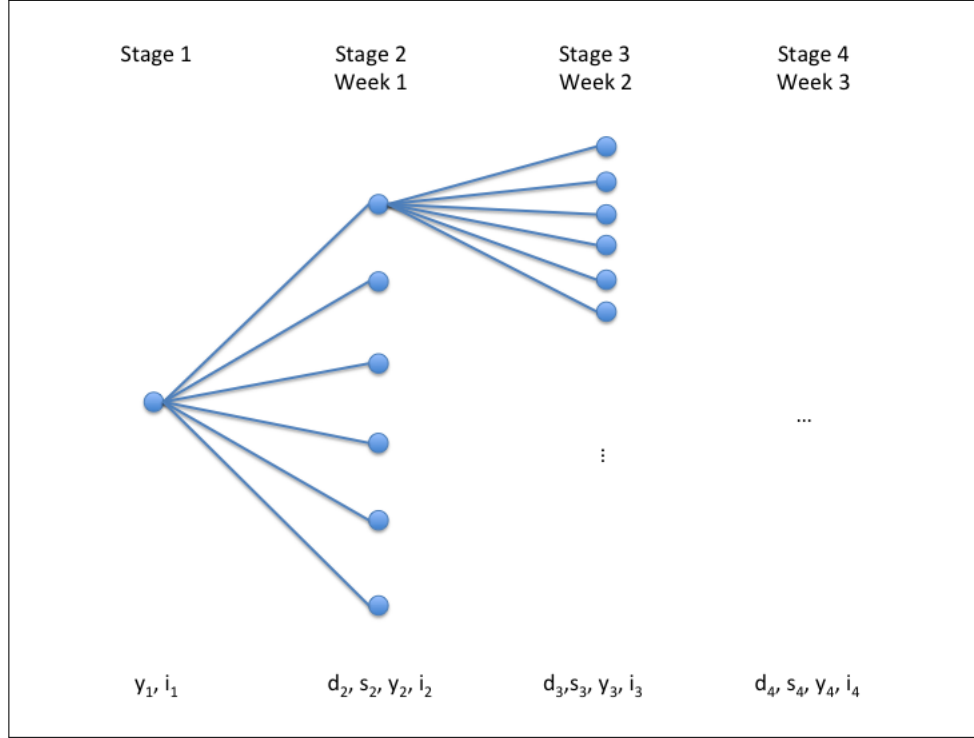 Stage 1
Stage 2
Week 1
Stage 3
Week 2
Stage 4
Week 3
...
⋮
y₁, i₁
d₂, s₂, y₂, i₂
d₃,s₃, y₃, i₃
d₄, s₄, y₄, i₄